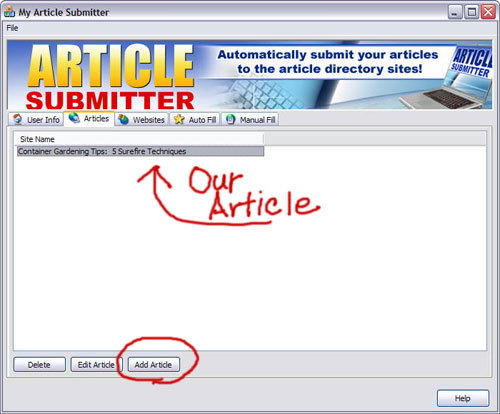 My Article Submitter
File
ARTICLE
SUBMITTER
Automatically submit your articles
to the article directory sites!
ARTICLE
SUBMITTER
User Info Articles Websites Auto Fill Manual Fill
Site Name
Container Gardening Tips: 5 Surefire Techniques
Our
Article
Delete Edit Article Add Article
Help